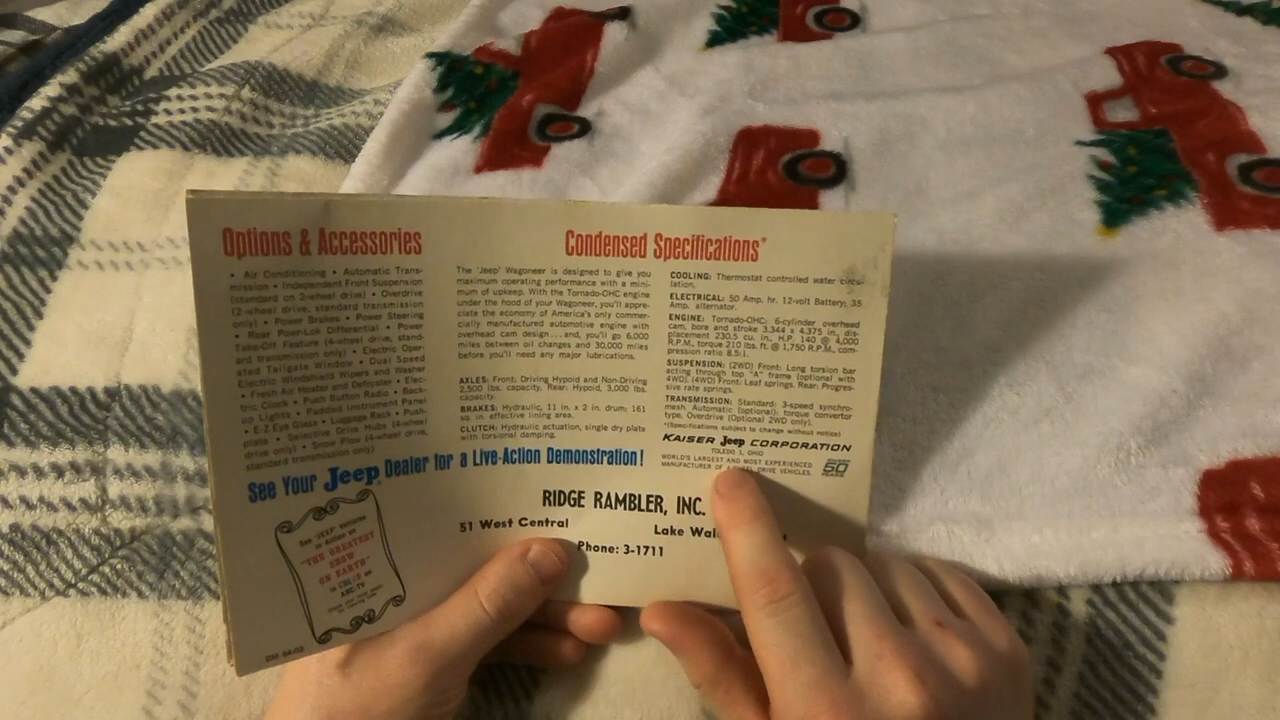 Options & Accessories
• Air Conditioning • Automatic Trans-
mission • Independent Front Suspension
(standard on 2-wheel drive) • Overdrive
(2-wheel drive, standard transmission
only) • Power Brakes • Power Steering
• Rear Powr-Lok Differential • Power
Take-Off Feature (4-wheel drive, stand-
ard transmission only) • Electric Oper-
ated Tailgate Window • Dual Speed
Electric Windshield Wipers and Washer
• Fresh Air Heater and Defroster • Elec-
tric Clock • Push Button Radio • Back-
up Lights • Padded Instrument Panel
• E-Z Eye Glass • Luggage Rack • Push-
plate • Selective Drive Hubs (4-wheel
drive only) • Snow Plow (4-wheel drive,
standard transmission only)
Condensed Specifications*
The 'Jeep' Wagoneer is designed to give you
maximum operating performance with a mini-
mum of upkeep. With the Tornado-OHC engine
under the hood of your Wagoneer, you'll appre-
ciate the economy of America's only commer-
cially manufactured automotive engine with
overhead cam design...and, you'll go 6,000
miles between oil changes and 30,000 miles
before you'll need any major lubrications.
AXLES: Front: Driving Hypoid and Non-Driving
2,500 lbs. capacity. Rear: Hypoid, 3,000 lbs.
capacity.
BRAKES: Hydraulic, 11 in. x 2 in. drum; 161
sq. in effective lining area.
CLUTCH: Hydraulic actuation, single dry plate
with torsional damping.
COOLING: Thermostat controlled water circu-
lation.
ELECTRICAL: 50 Amp. hr. 12-volt Battery; 35
Amp. alternator.
ENGINE: Tornado-OHC: 6-cylinder overhead
cam, bore and stroke 3.344 x 4.375 in., dis-
placement 230.5 cu. in., H.P. 140 @ 4,000
R.P.M., torque 210 lbs. ft. @ 1,750 R.P.M., com-
pression ratio 8.5:1.
SUSPENSION: (2WD) Front: Long torsion bar
acting through top "A" frame (optional with
4WD). (4WD) Front: Leaf springs. Rear: Progres-
sive rate springs.
TRANSMISSION: Standard: 3-speed synchro-
mesh. Automatic (optional): torque convertor
type, Overdrive (Optional 2WD only).
*(Specifications subject to change without notice)
KAISER Jeep CORPORATION
TOLEDO 1, OHIO
WORLD'S LARGEST AND MOST EXPERIENCED
MANUFACTURER OF DRIVE VEHICLES.
50
YEARS
See Your Jeep Dealer for a Live-Action Demonstration!
RIDGE RAMBLER, INC.
51 West Central
Lake
Phone: 3-1711
See 'JEEP' Vehicles
in Action on
"THE GREATEST
SHOW
ON EARTH"
in COLOR on
ABC-TV